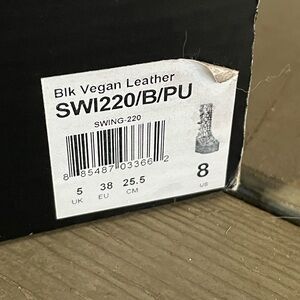 Blk Vegan Leather
SWI220/B/PU
SWING-220
8 85487 03366 2
5 38 25.5 8
UK EU CM US